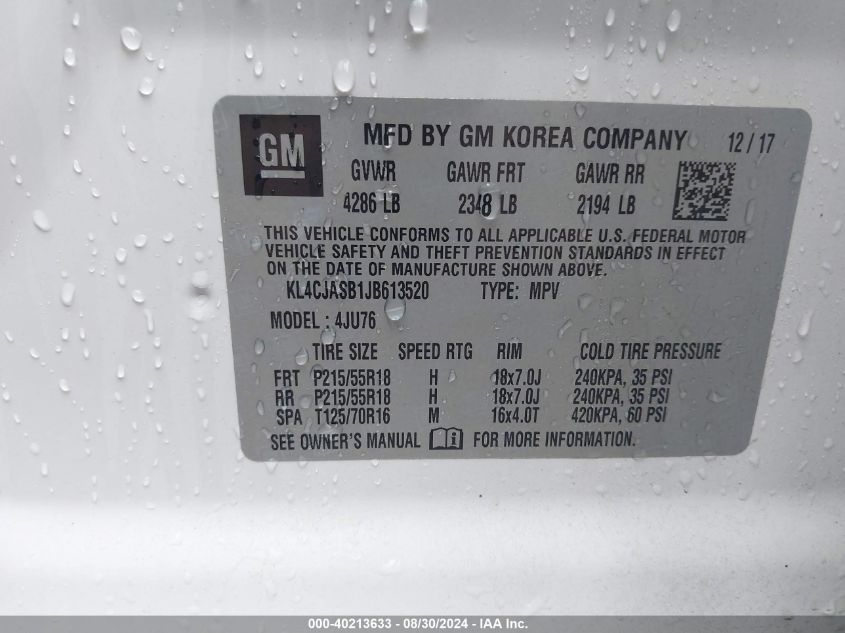 GM
MFD BY GM KOREA COMPANY 12/17
GVWR GAWR FRT GAWR RR
4286 LB 2348 LB 2194 LB
THIS VEHICLE CONFORMS TO ALL APPLICABLE U.S. FEDERAL MOTOR
VEHICLE SAFETY AND THEFT PREVENTION STANDARDS IN EFFECT
ON THE DATE OF MANUFACTURE SHOWN ABOVE.
KL4CJASB1JB613520 TYPE: MPV
MODEL : 4JU76
TIRE SIZE SPEED RTG RIM COLD TIRE PRESSURE
FRT P215/55R18 H 18x7.0J 240KPA, 35 PSI
RR P215/55R18 H 18x7.0J 240KPA, 35 PSI
SPA T125/70R16 M 16x4.0T 420KPA, 60 PSI
SEE OWNER'S MANUAL FOR MORE INFORMATION.
000-40213633 - 08/30/2024 - IAA Inc.